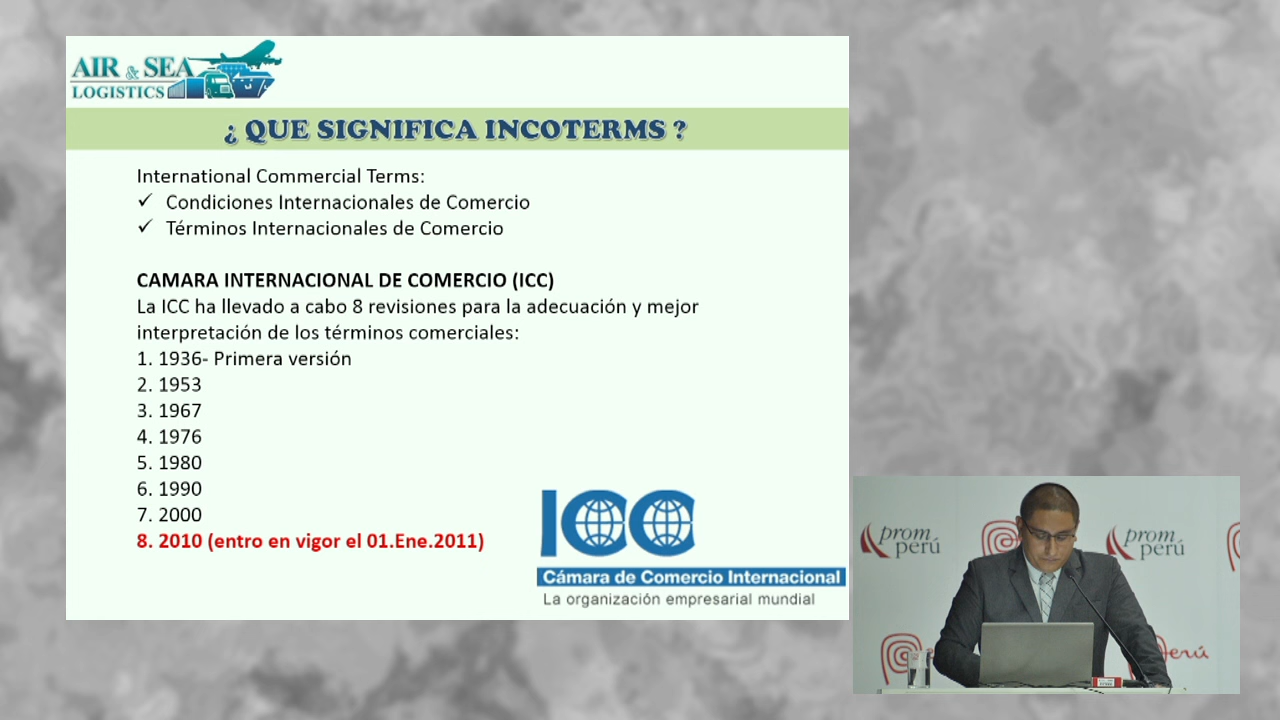 AIR & SEA
LOGISTICS
¿ QUE SIGNIFICA INCOTERMS ?
International Commercial Terms:
✓ Condiciones Internacionales de Comercio
✓ Términos Internacionales de Comercio
CAMARA INTERNACIONAL DE COMERCIO (ICC)
La ICC ha llevado a cabo 8 revisiones para la adecuación y mejor
interpretación de los términos comerciales:
1. 1936- Primera versión
2. 1953
3. 1967
4. 1976
5. 1980
6. 1990
7. 2000
8. 2010 (entro en vigor el 01.Ene.2011)
ICC
Cámara de Comercio Internacional
La organización empresarial mundial
prom
perú
prom
perú